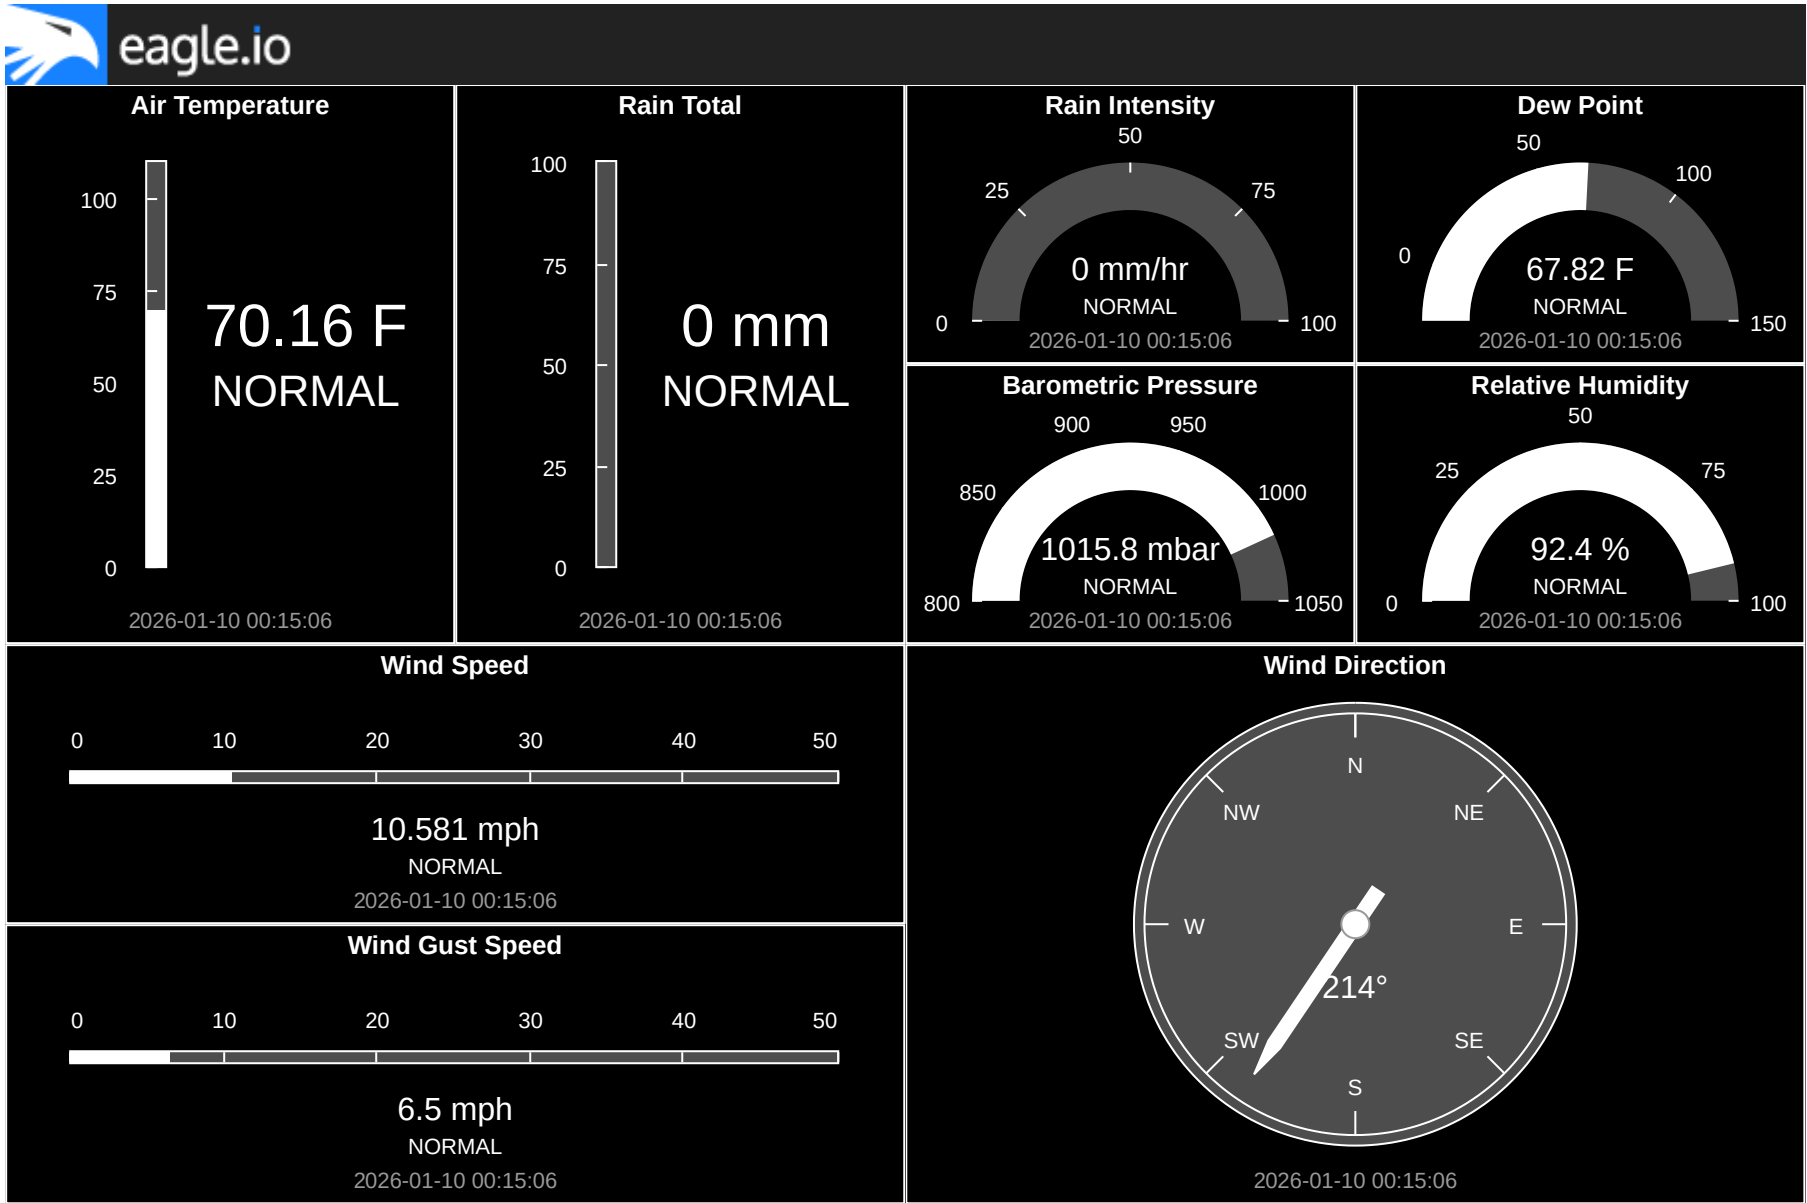 eagle.io
Air Temperature
100
75
50
25
0
70.16 F
NORMAL
2026-01-10 00:15:06
Rain Total
100
75
50
25
0
0 mm
NORMAL
2026-01-10 00:15:06
Rain Intensity
50
25
75
0
100
0 mm/hr
NORMAL
2026-01-10 00:15:06
Dew Point
50
100
0
150
67.82 F
NORMAL
2026-01-10 00:15:06
Barometric Pressure
900
950
850
1000
800
1050
1015.8 mbar
NORMAL
2026-01-10 00:15:06
Relative Humidity
50
25
75
0
100
92.4 %
NORMAL
2026-01-10 00:15:06
Wind Speed
0 10 20 30 40 50
10.581 mph
NORMAL
2026-01-10 00:15:06
Wind Gust Speed
0 10 20 30 40 50
6.5 mph
NORMAL
2026-01-10 00:15:06
Wind Direction
N
NW
NE
W
E
214°
SW
SE
S
2026-01-10 00:15:06